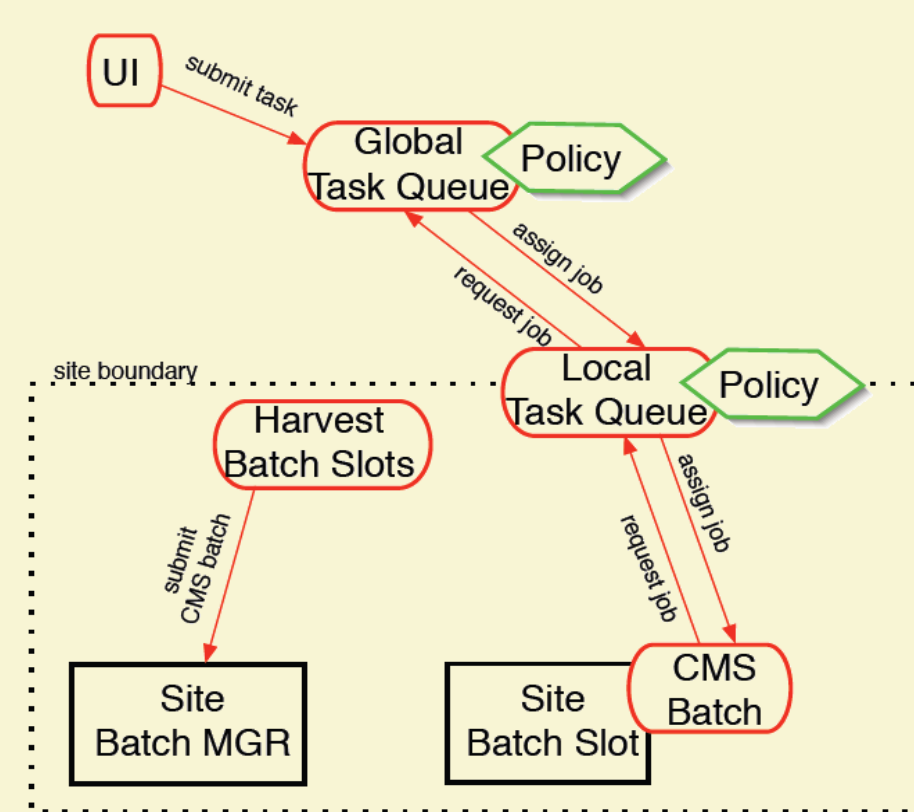 UI
submit task
Global
Task Queue
Policy
assign job
request job
site boundary
Local
Task Queue
Policy
Harvest
Batch Slots
assign job
request job
submit
CMS batch
Site
Batch MGR
Site
Batch Slot
CMS
Batch